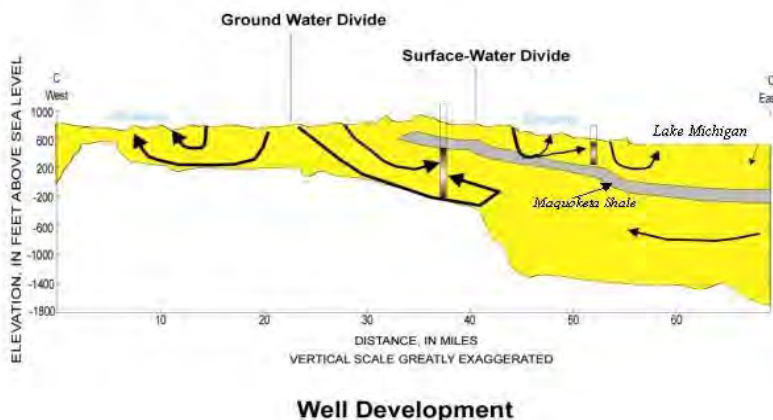 Ground Water Divide
Surface-Water Divide
C
West
C
Eas
Lake Michigan
Maquoketa Shale
ELEVATION, IN FEET ABOVE SEA LEVEL
1000
600
200
-200
-600
-1000
-1400
-1800
10
20
30
40
50
60
DISTANCE, IN MILES
VERTICAL SCALE GREATLY EXAGGERATED
Well Development